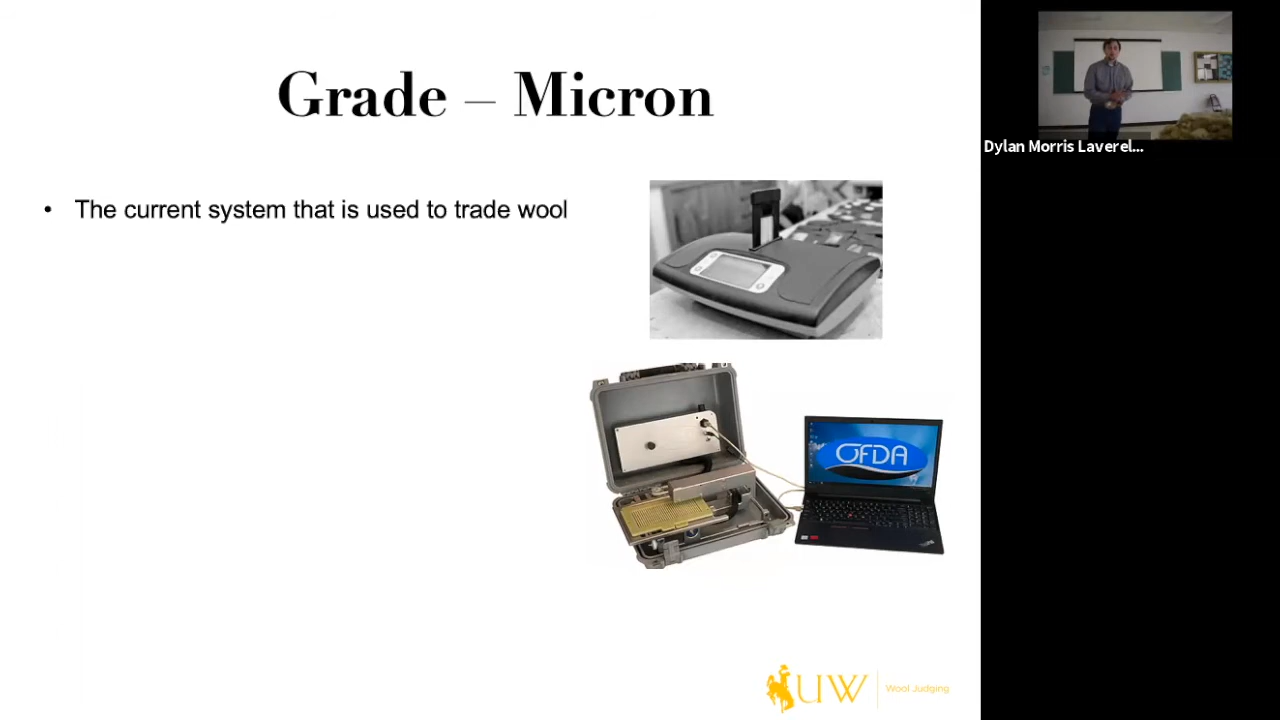 Grade – Micron
• The current system that is used to trade wool
OFDA
UW Wool Judging
Dylan Morris Laverel...